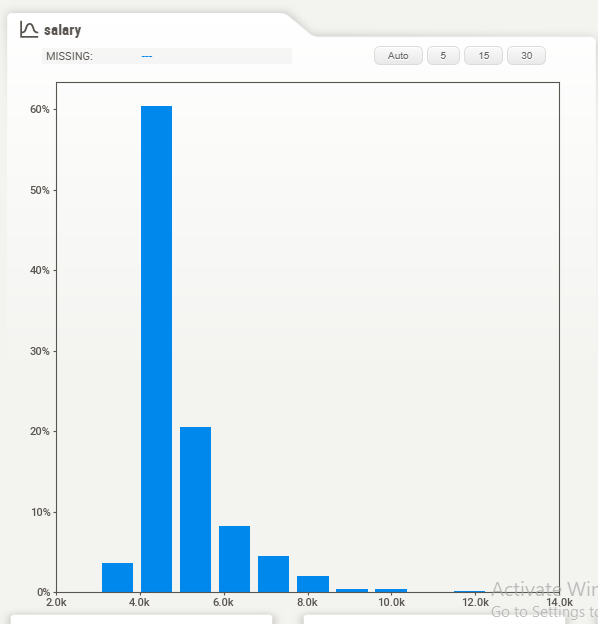 salary
MISSING: ---
Auto 5 15 30
60%
50%
40%
30%
20%
10%
0%
2.0k 4.0k 6.0k 8.0k 10.0k 12.0k 14.0k
Activate Win
Go to Settings to